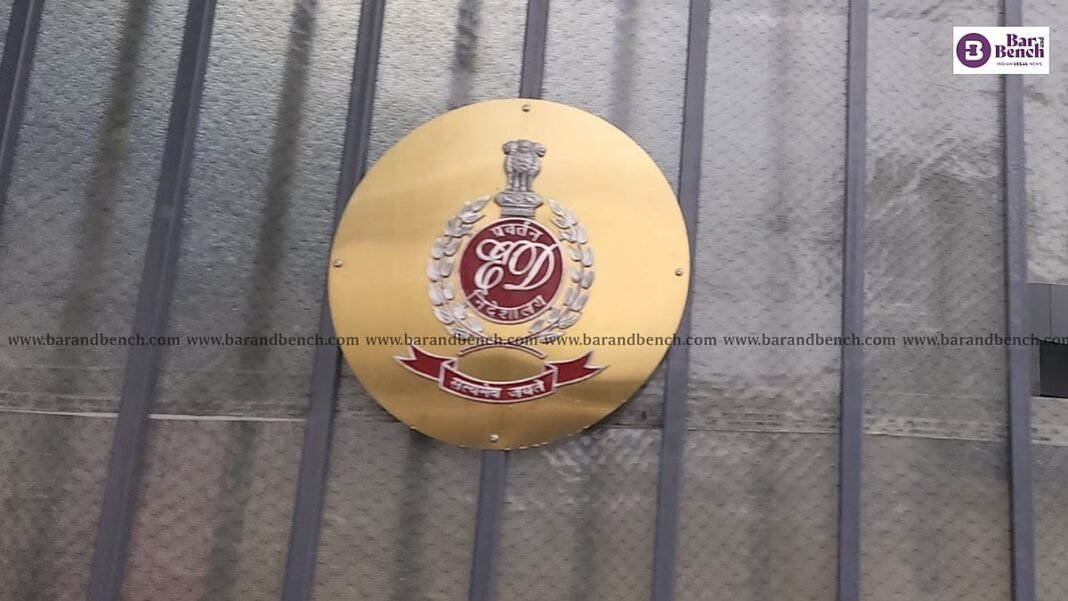 Bar and
Bench
INDIAN LEGAL NEWS
प्रवर्तन
ED
निदेशालय
www.barandbench.com www.barandbench.com www.barandbench.com www.barandbench.com www.barandbench.com www.barandbench.com
सत्यमेव जयते